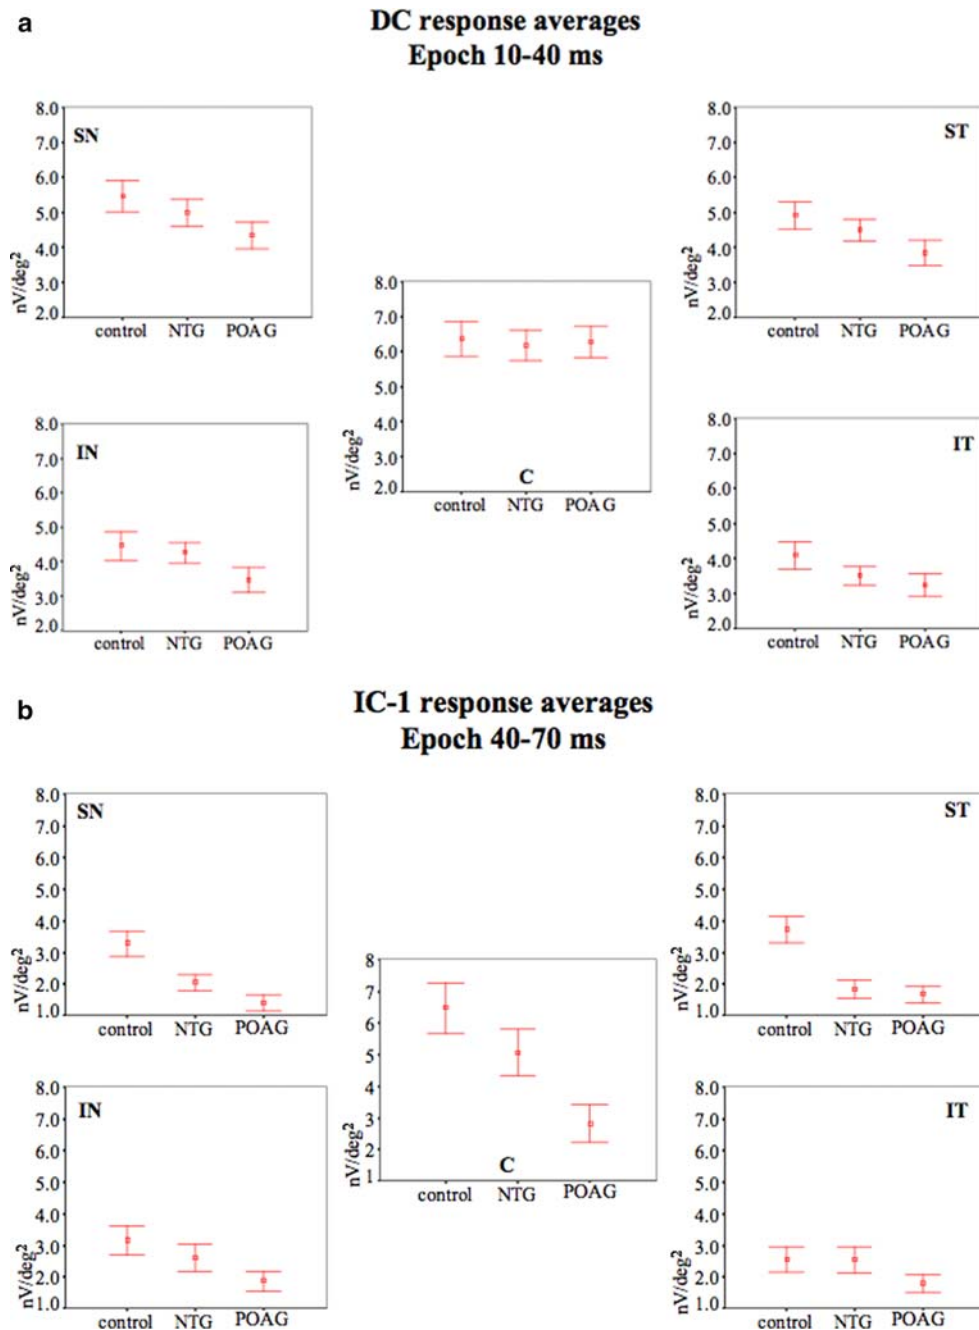 a
DC response averages
Epoch 10-40 ms
SN
8.0
7.0
6.0
5.0
4.0
3.0
2.0
nV/deg²
control NTG POAG
ST
8.0
7.0
6.0
5.0
4.0
3.0
2.0
nV/deg²
control NTG POAG
8.0
7.0
6.0
5.0
4.0
3.0
2.0
nV/deg²
C
control NTG POAG
IN
8.0
7.0
6.0
5.0
4.0
3.0
2.0
nV/deg²
control NTG POAG
IT
8.0
7.0
6.0
5.0
4.0
3.0
2.0
nV/deg²
control NTG POAG
b
IC-1 response averages
Epoch 40-70 ms
SN
8.0
7.0
6.0
5.0
4.0
3.0
2.0
1.0
nV/deg²
control NTG POAG
ST
8.0
7.0
6.0
5.0
4.0
3.0
2.0
1.0
nV/deg²
control NTG POAG
8
7
6
5
4
3
2
1
nV/deg²
C
control NTG POAG
IN
8.0
7.0
6.0
5.0
4.0
3.0
2.0
1.0
nV/deg²
control NTG POAG
IT
8.0
7.0
6.0
5.0
4.0
3.0
2.0
1.0
nV/deg²
control NTG POAG